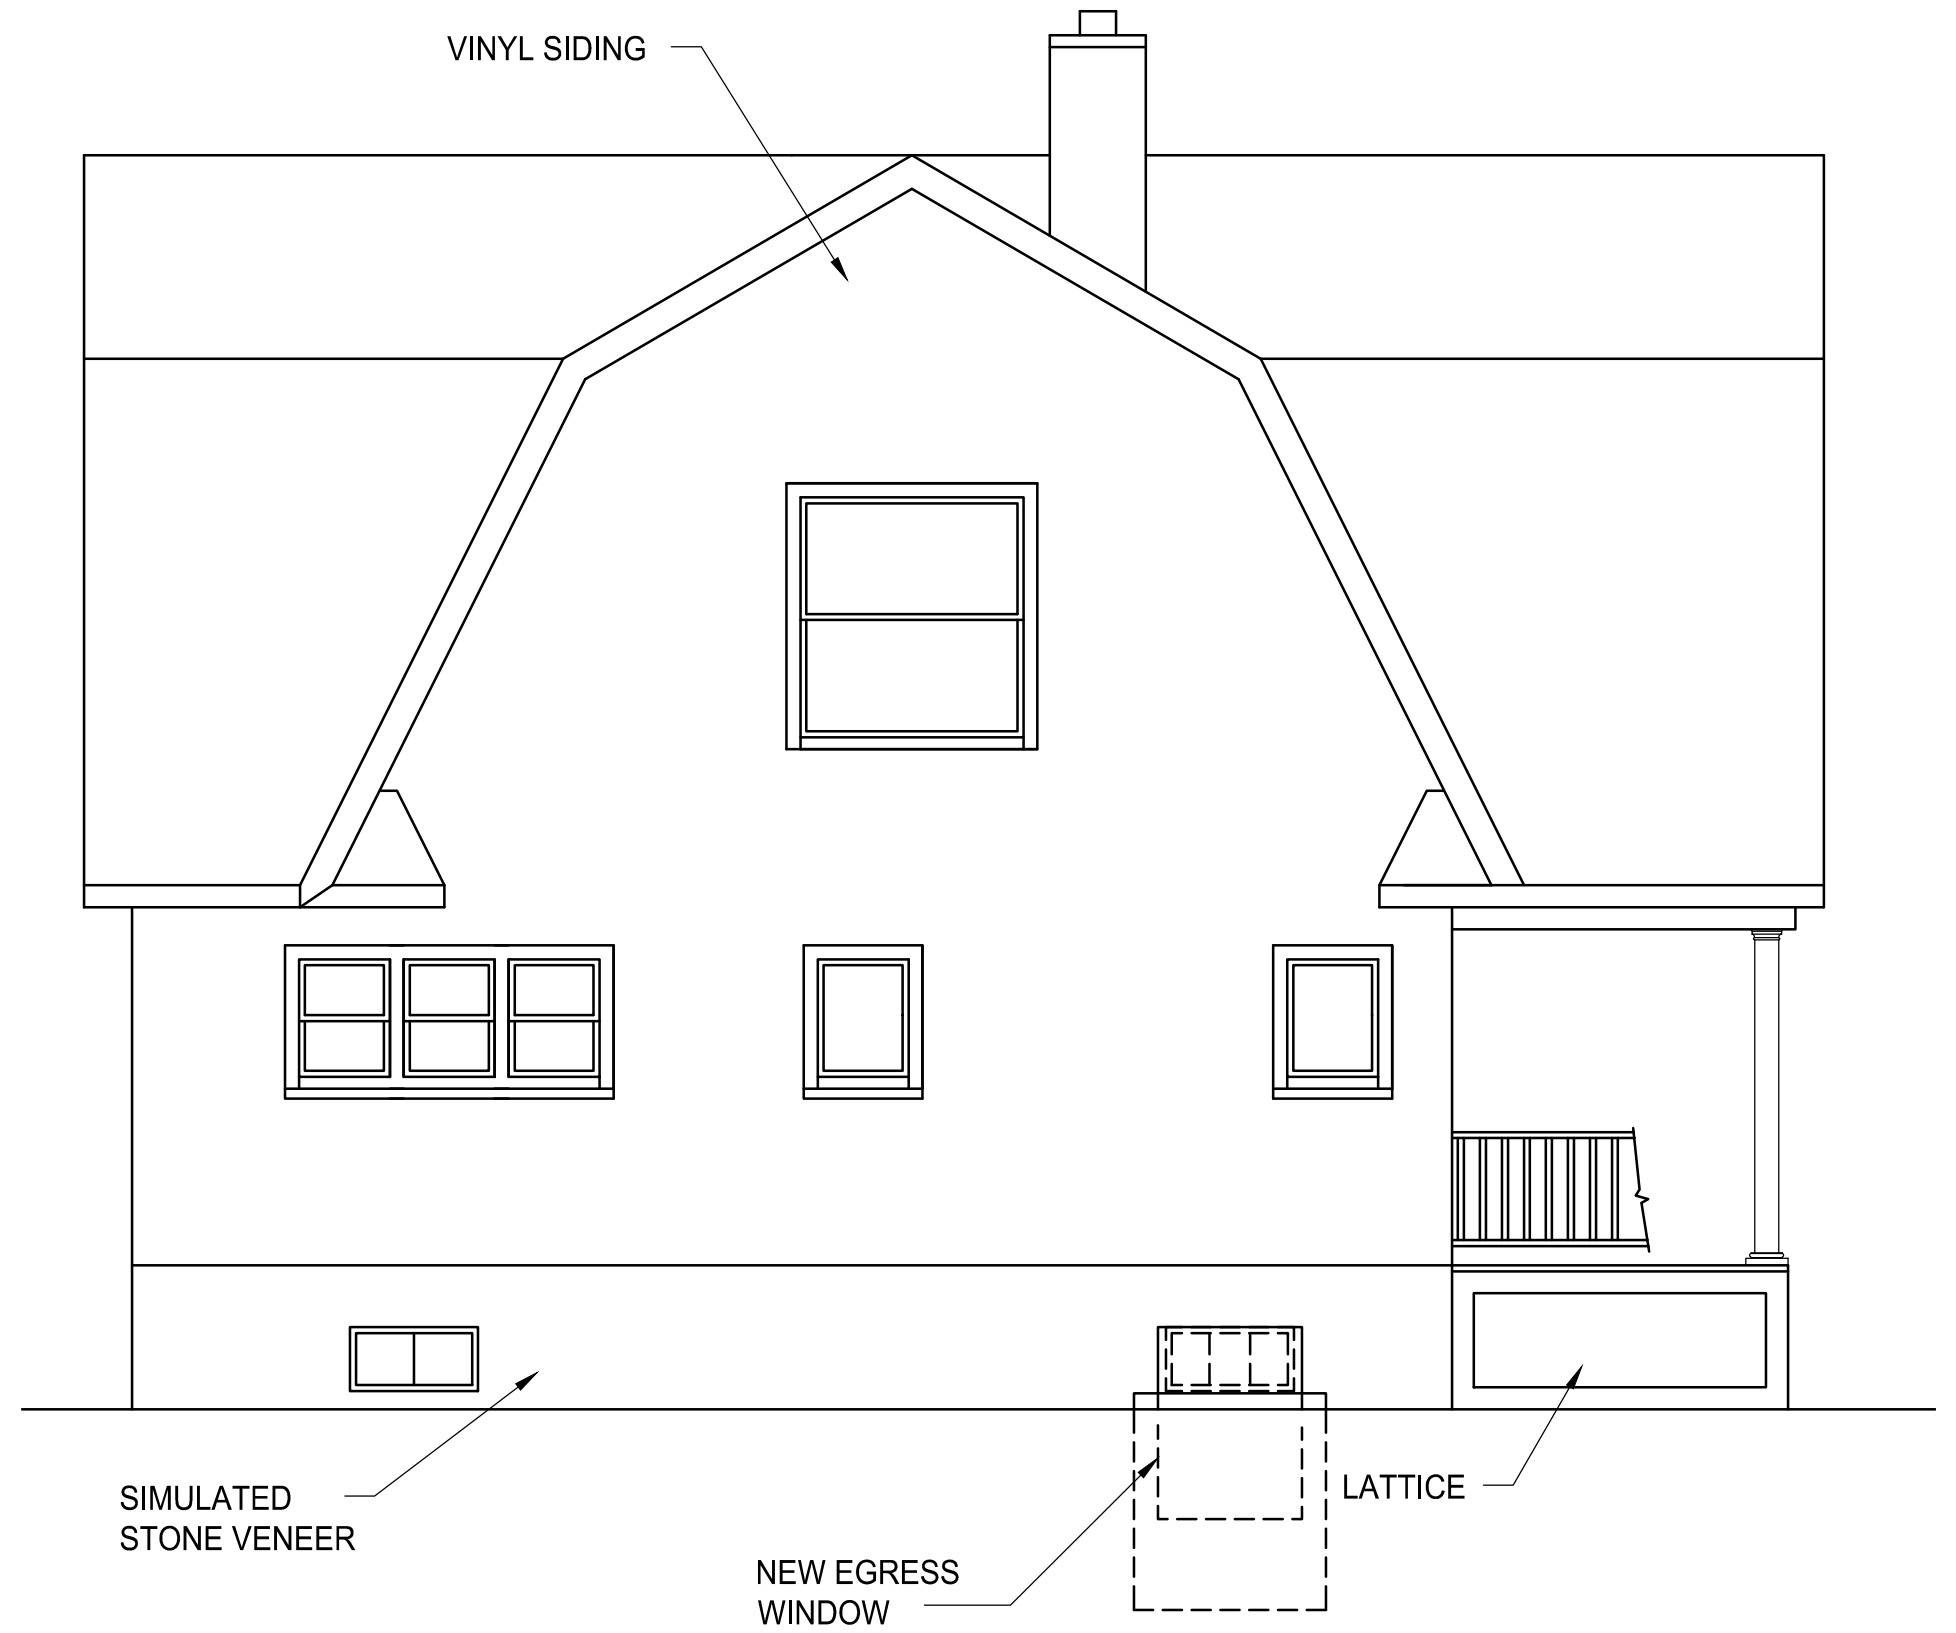 VINYL SIDING
SIMULATED
STONE VENEER
LATTICE
NEW EGRESS
WINDOW